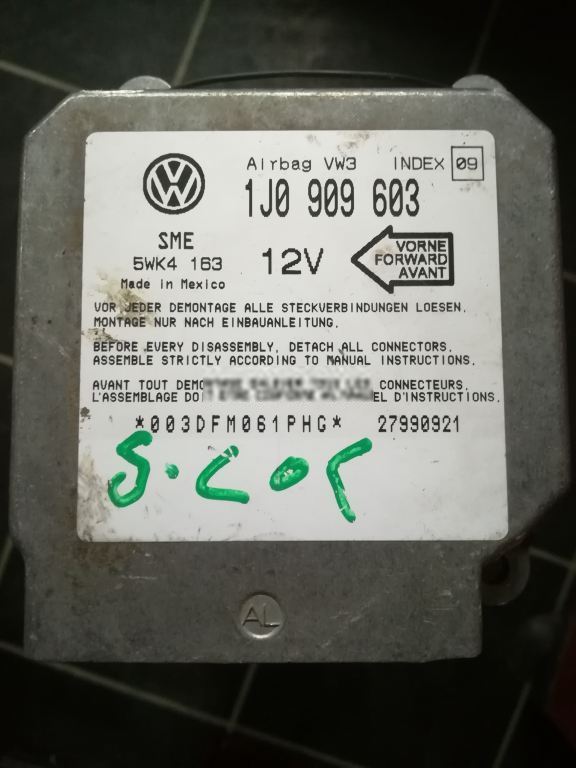 Airbag VW3 INDEX 09
1J0 909 603
SME
5WK4 163
Made in Mexico
12V
VORNE
FORWARD
AVANT
VOR JEDER DEMONTAGE ALLE STECKVERBINDUNGEN LOESEN.
MONTAGE NUR NACH EINBAUANLEITUNG.
BEFORE EVERY DISASSEMBLY, DETACH ALL CONNECTORS.
ASSEMBLE STRICTLY ACCORDING TO MANUAL INSTRUCTIONS.
AVANT TOUT CONNECTEURS.
L'ASSEMBLAGE D'INSTRUCTIONS.
*003DFM061PHG* 27990921
AL